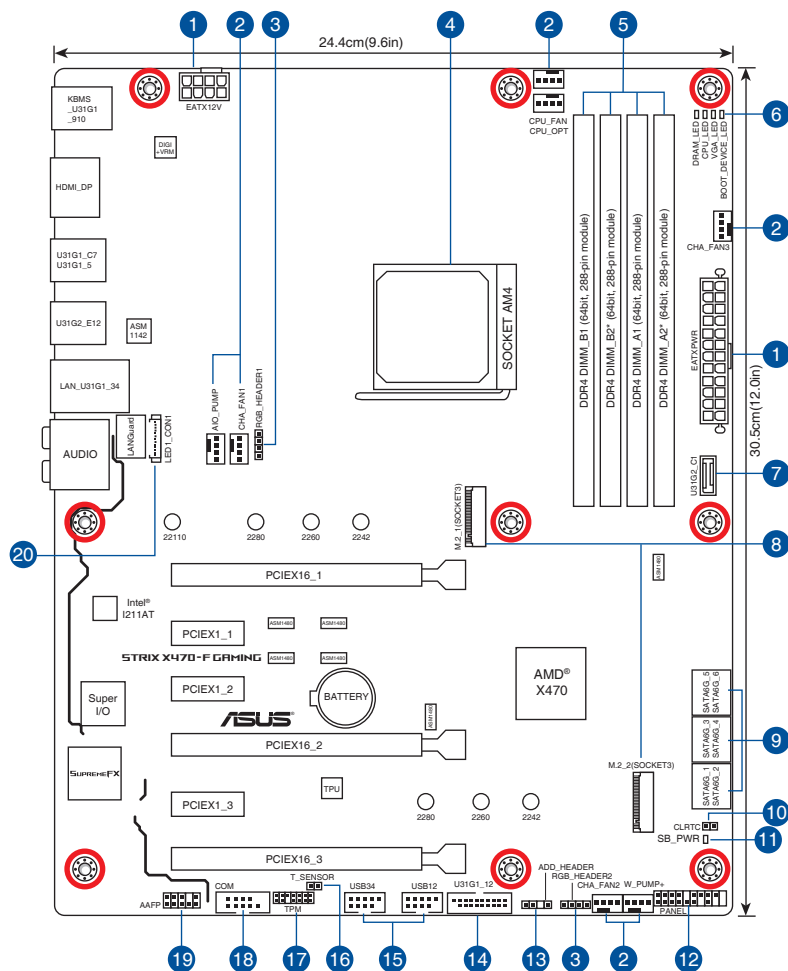 1
2
3
4
2
5
24.4cm(9.6in)
KBMS
_U31G1
_910
EATX12V
DIGI
+VRM
CPU_FAN
CPU_OPT
DRAM_LED
CPU_LED
VGA_LED
BOOT_DEVICE_LED
6
HDMI_DP
2
CHA_FAN3
U31G1_C7
U31G1_5
U31G2_E12
ASM
1142
SOCKET AM4
DDR4 DIMM_B1 (64bit, 288-pin module)
DDR4 DIMM_B2* (64bit, 288-pin module)
DDR4 DIMM_A1 (64bit, 288-pin module)
DDR4 DIMM_A2* (64bit, 288-pin module)
EATXPWR
1
30.5cm(12.0in)
LAN_U31G1_34
AIO_PUMP
CHA_FAN1
RGB_HEADER1
AUDIO
LANGuard
LED1_CON1
U31G2_C1
7
M.2_1(SOCKET3)
20
22110
2280
2260
2242
8
PCIEX16_1
ASM1480
Intel®
I211AT
PCIEX1_1
ASM1480
ASM1480
STRIX X470-F GAMING
ASM1480
ASM1480
AMD®
X470
PCIEX1_2
BATTERY
Super
I/O
ASUS®
ASM1480
SATA6G_5
SATA6G_6
SATA6G_3
SATA6G_4
SATA6G_1
SATA6G_2
9
PCIEX16_2
SUPREMEFX
M.2_2(SOCKET3)
TPU
PCIEX1_3
2280
2260
2242
10
CLRTC
SB_PWR
11
PCIEX16_3
T_SENSOR
COM
USB34
USB12
U31G1_12
ADD_HEADER
RGB_HEADER2
CHA_FAN2
W_PUMP+
AAFP
TPM
PANEL
19
18
17
16
15
14
13
3
2
12